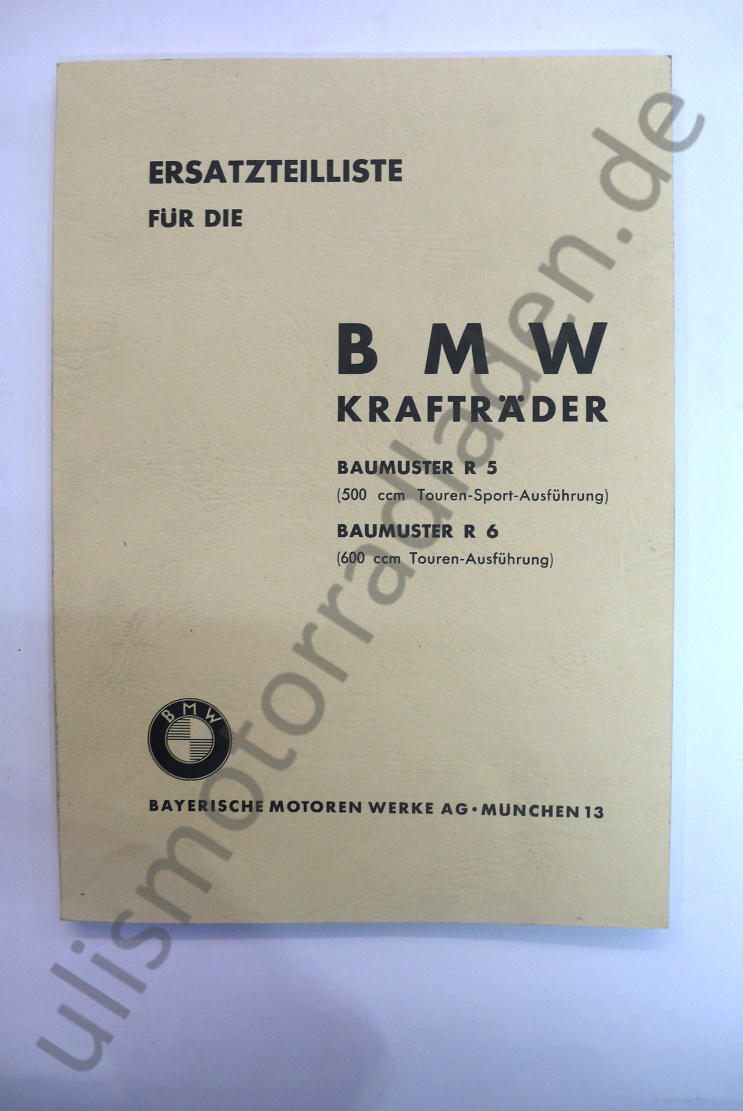 ERSATZTEILLISTE
FÜR DIE
B M W
KRAFTRÄDER
BAUMUSTER R 5
(500 ccm Touren-Sport-Ausführung)
BAUMUSTER R 6
(600 ccm Touren-Ausführung)
BMW
BAYERISCHE MOTOREN WERKE AG • MÜNCHEN 13
ulismotorradladen.de